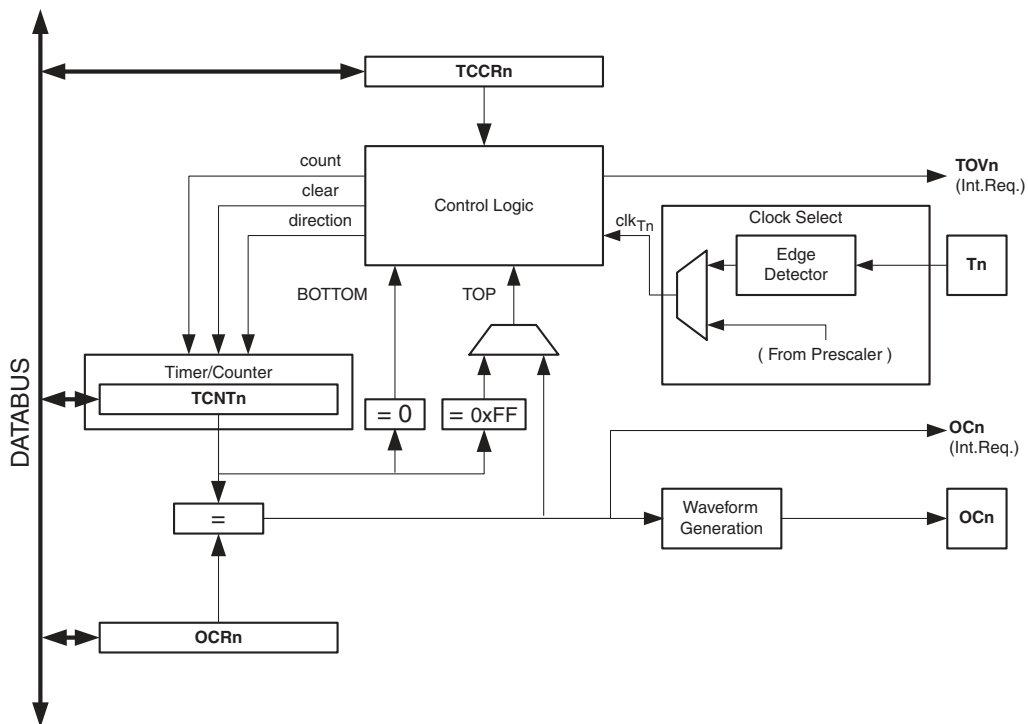 TCCRn
count
clear
direction
Control Logic
TOVn
(Int.Req.)
clkTn
Clock Select
Edge
Detector
Tn
( From Prescaler )
BOTTOM
TOP
Timer/Counter
TCNTn
= 0
= 0xFF
DATABUS
OCn
(Int.Req.)
=
Waveform
Generation
OCn
OCRn